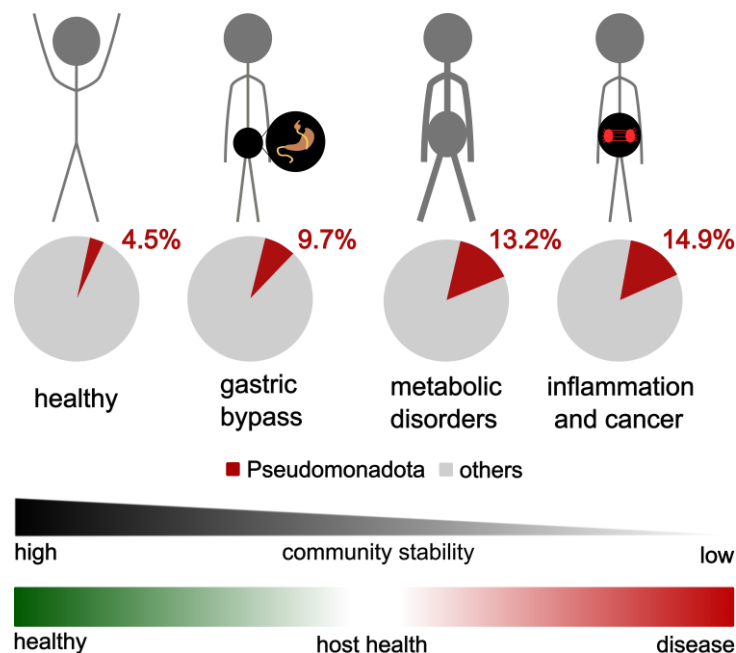 4.5%
9.7%
13.2%
14.9%
healthy
gastric
bypass
metabolic
disorders
inflammation
and cancer
Pseudomonadota others
high community stability low
healthy host health disease